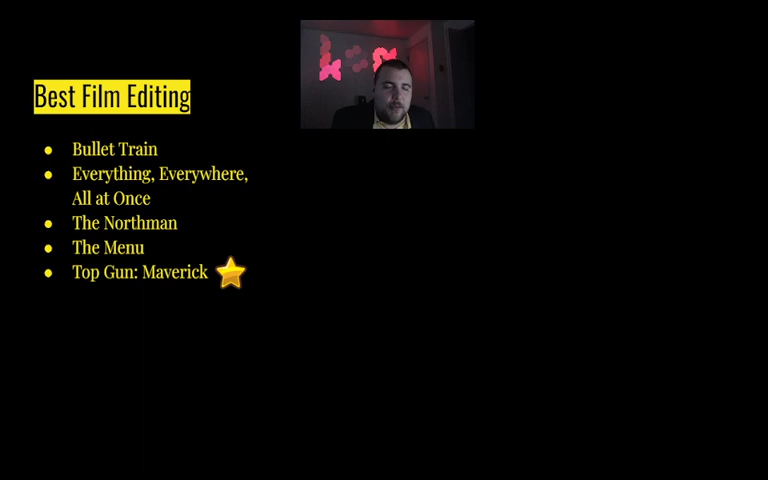 Best Film Editing
Bullet Train
Everything, Everywhere,
All at Once
The Northman
The Menu
Top Gun: Maverick